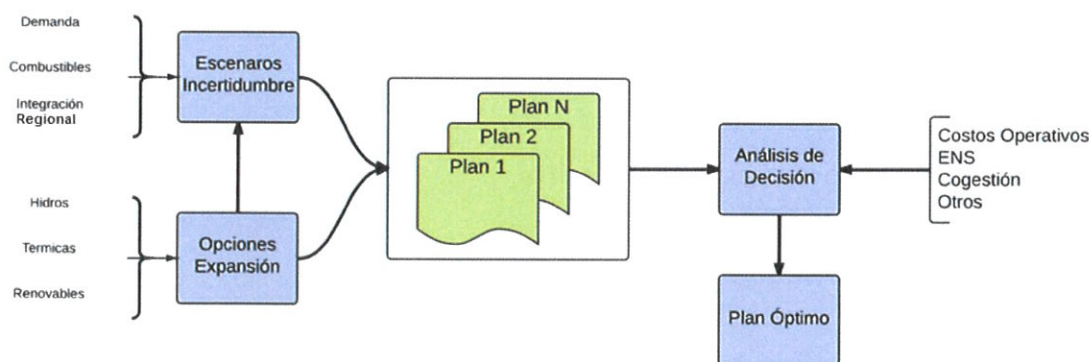 Demanda
Combustibles
Integración
Regional
Escenaros
Incertidumbre
Hidros
Termicas
Renovables
Opciones
Expansión
Plan N
Plan 2
Plan 1
Análisis de
Decisión
Costos Operativos
ENS
Cogestión
Otros
Plan Óptimo